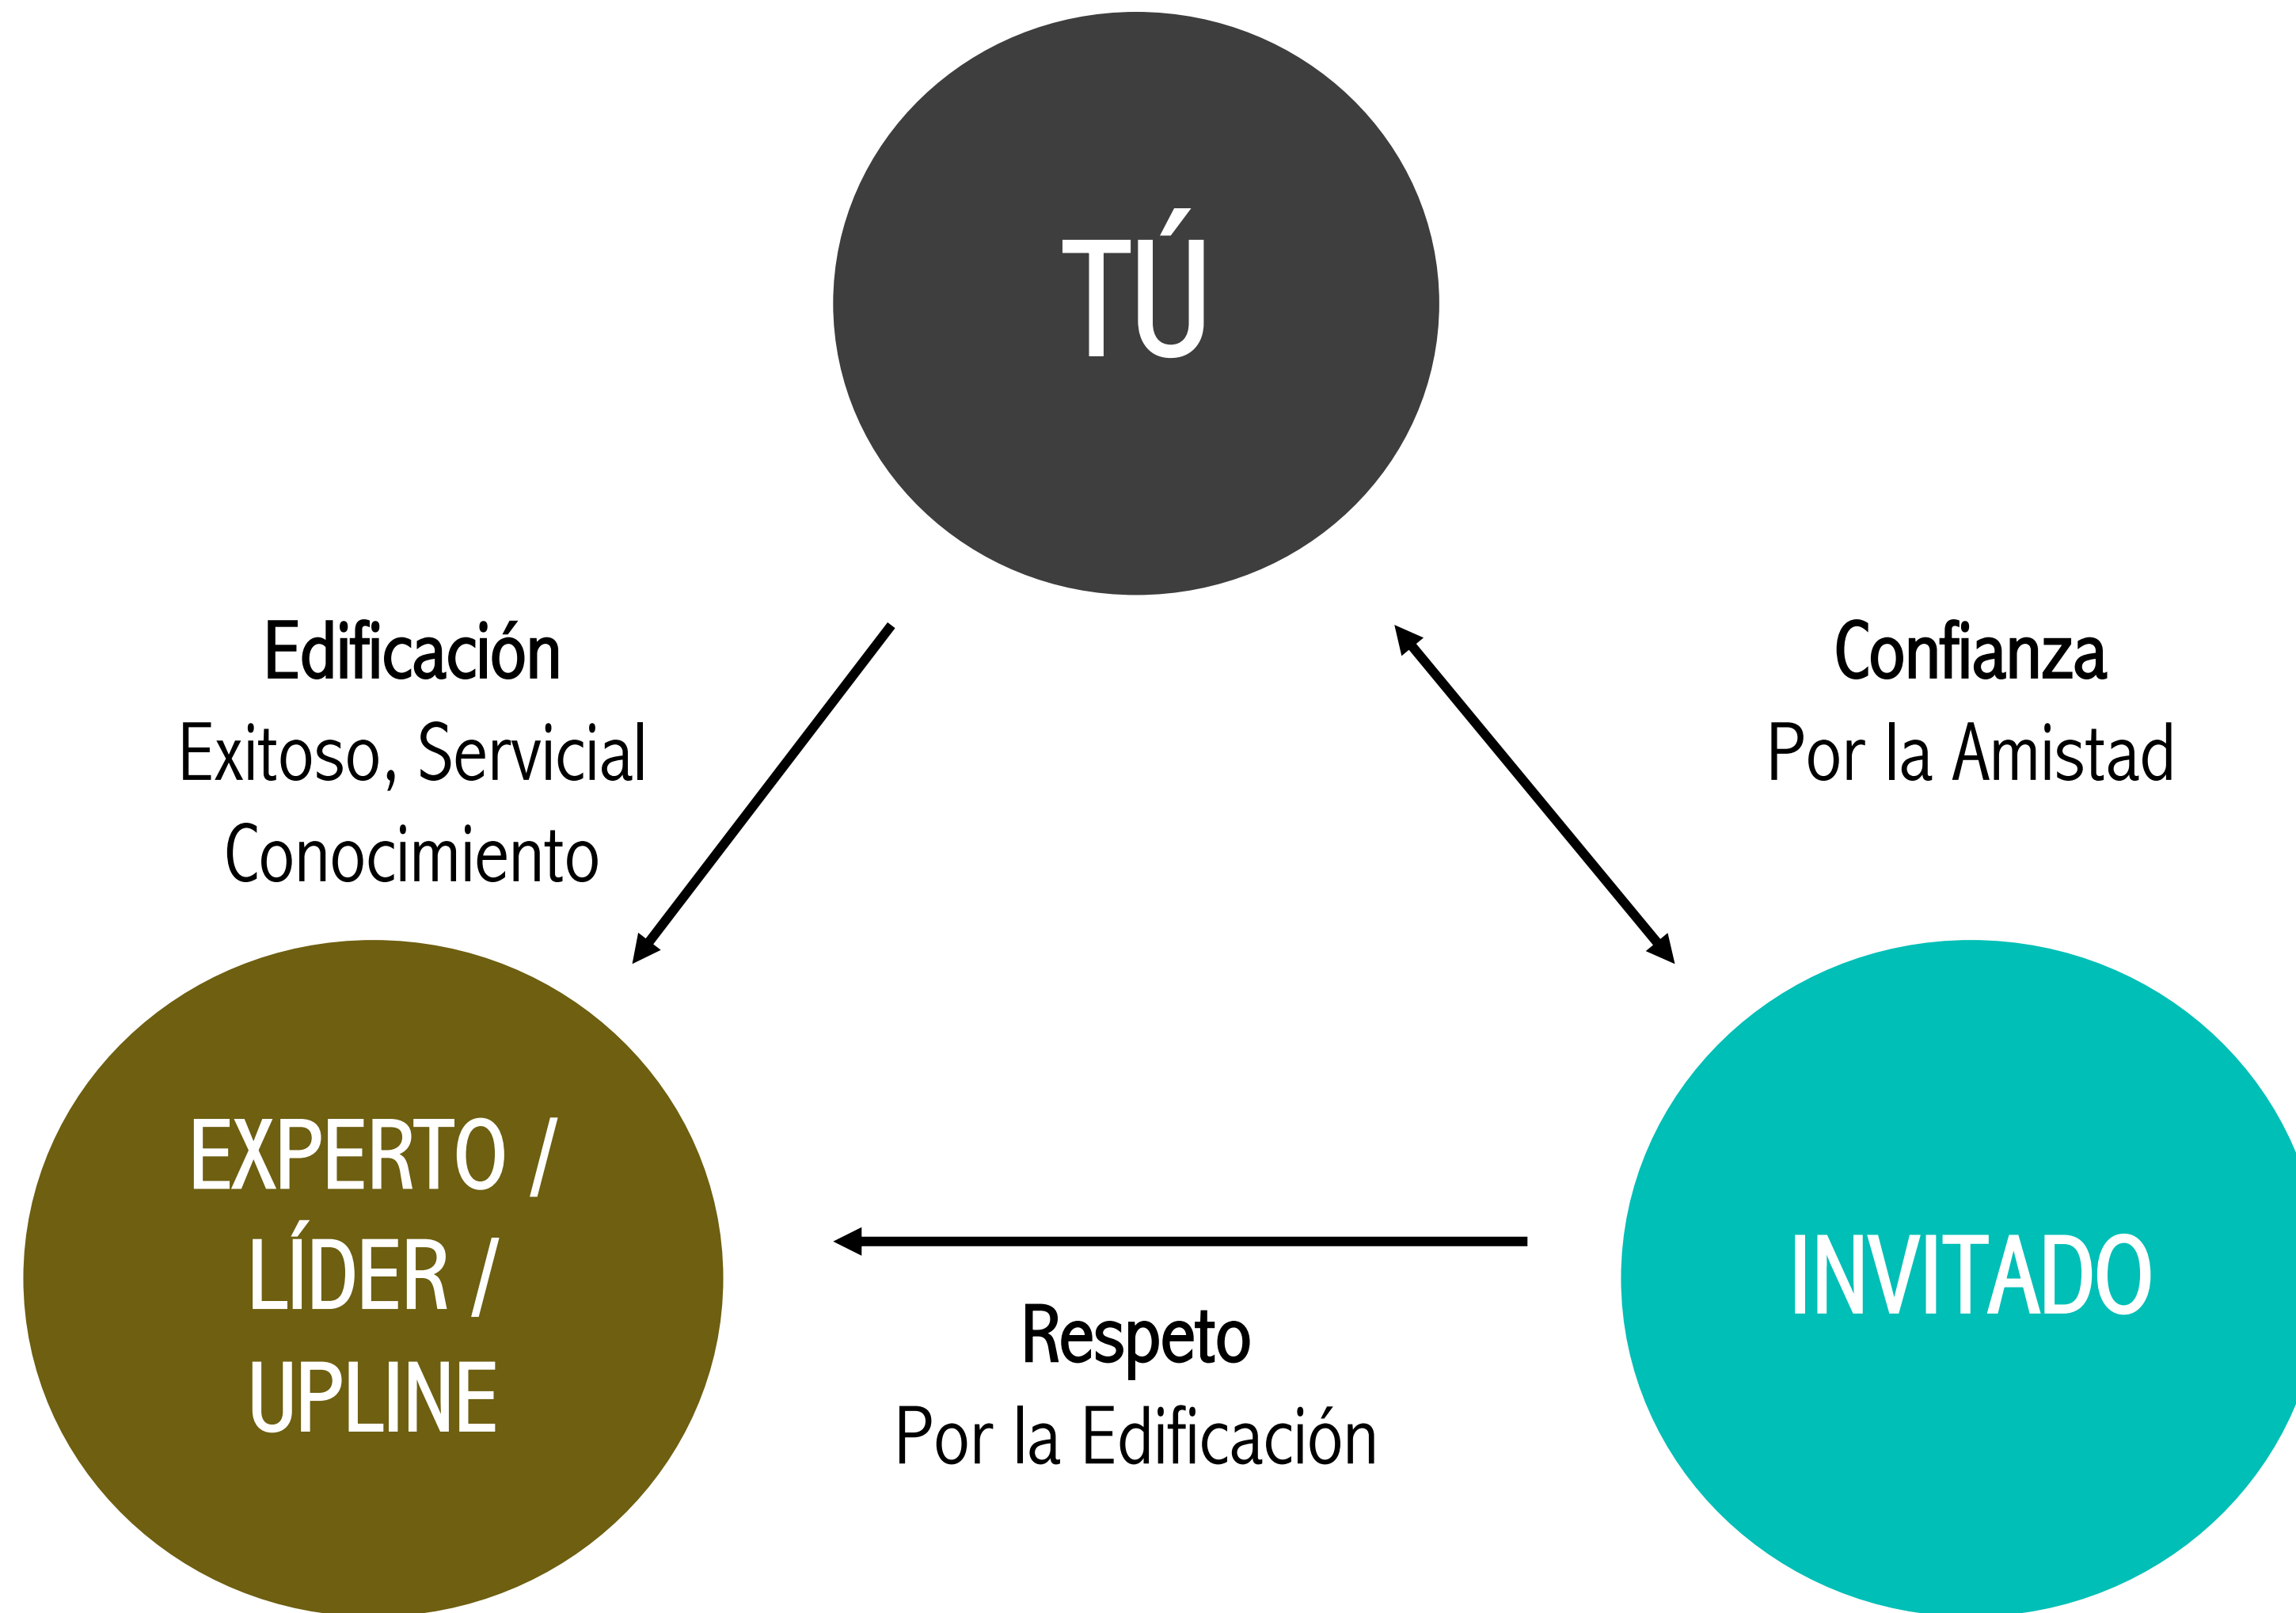 TÚ
Edificación
Exitoso, Servicial
Conocimiento
Confianza
Por la Amistad
EXPERTO /
LÍDER /
UPLINE
Respeto
Por la Edificación
INVITADO